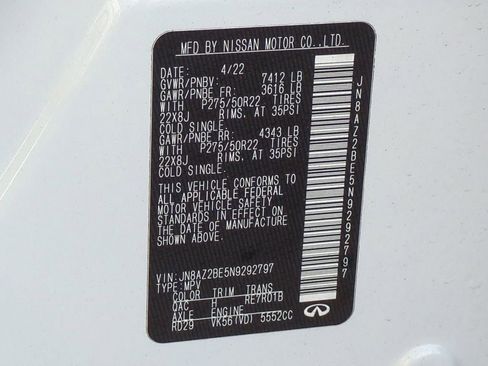 MFD BY NISSAN MOTOR CO.,LTD.
DATE: 4/22
GVWR/PNBV: 7412 LB
GAWR/PNBE FR: 3616 LB
WITH P275/50R22 TIRES
22X8J RIMS, AT 35PSI
COLD SINGLE.
GAWR/PNBE RR: 4343 LB
WITH P275/50R22 TIRES
22X8J RIMS, AT 35PSI
COLD SINGLE.
THIS VEHICLE CONFORMS TO
ALL APPLICABLE FEDERAL
MOTOR VEHICLE SAFETY
STANDARDS IN EFFECT ON
THE DATE OF MANUFACTURE
SHOWN ABOVE.
VIN: JN8AZ2BE5N9292797
TYPE: MPV
COLOR TRIM TRANS
QAC H RE7R01B
AXLE ENGINE
RD29 VK56(VD) 5552CC
JN8AZ2BE5N9292797